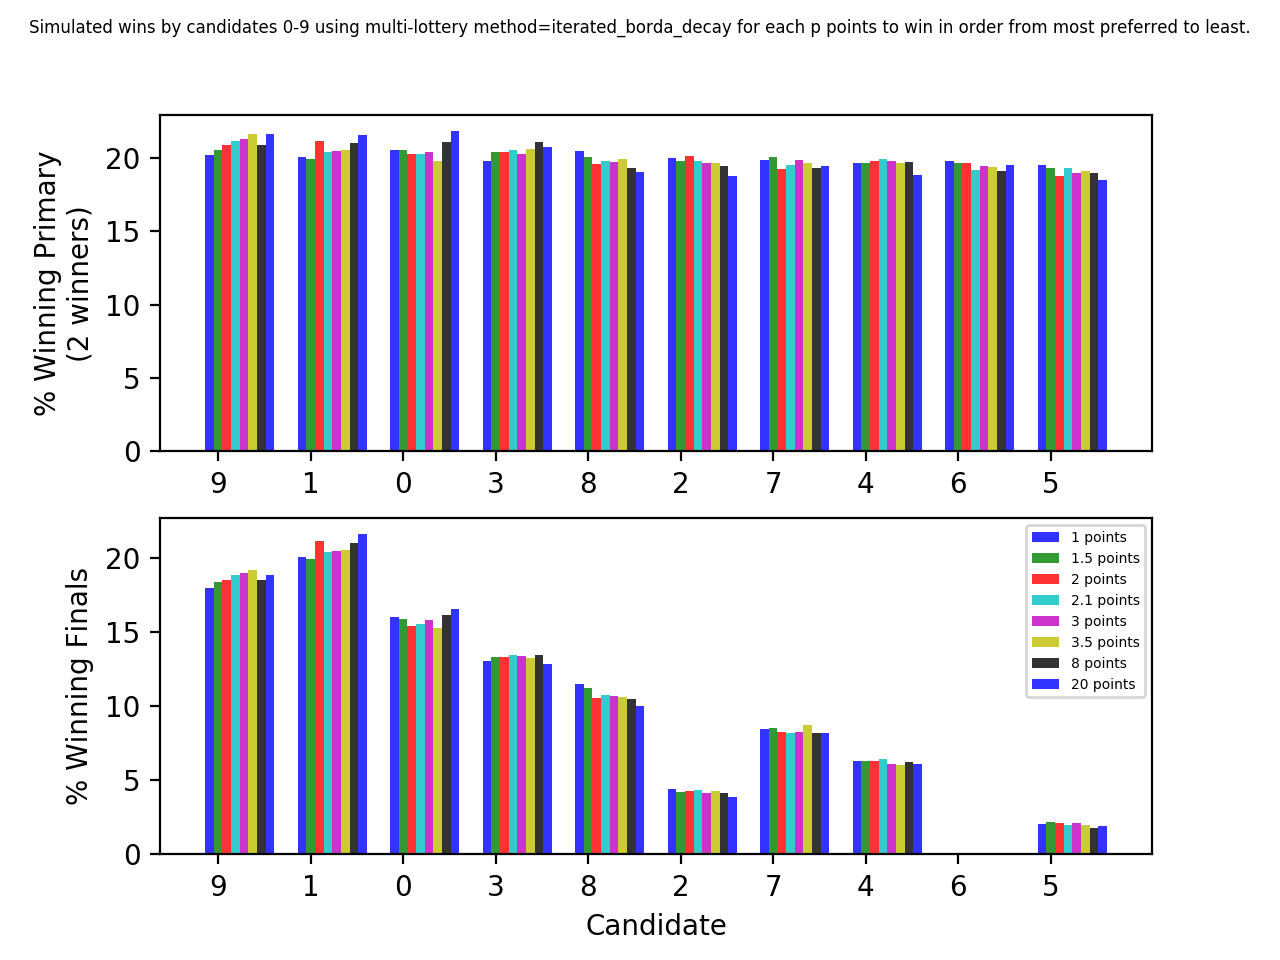 Simulated wins by candidates 0-9 using multi-lottery method=iterated_borda_decay for each p points to win in order from most preferred to least.
% Winning Primary
(2 winners)
20
15
10
5
0
9 1 0 3 8 2 7 4 6 5
% Winning Finals
20
15
10
5
0
1 points
1.5 points
2 points
2.1 points
3 points
3.5 points
8 points
20 points
9 1 0 3 8 2 7 4 6 5
Candidate